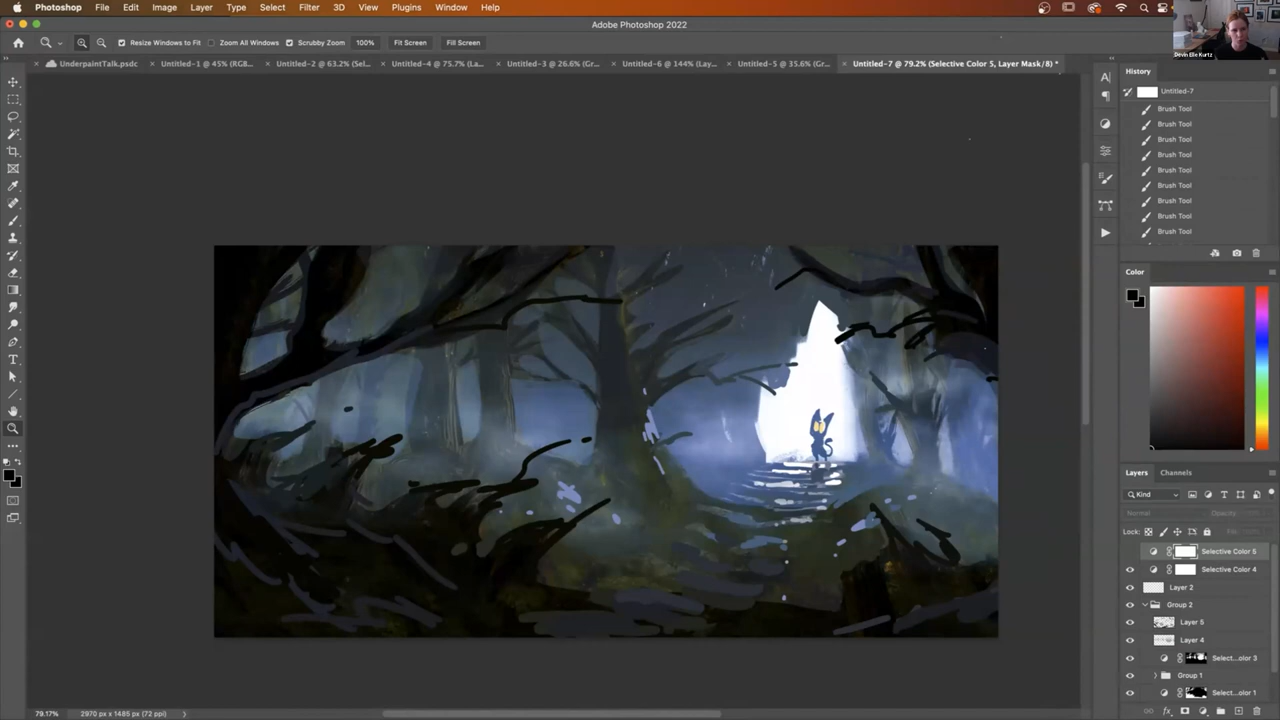 Photoshop File Edit Image Layer Type Select Filter 3D View Plugins Window Help
Adobe Photoshop 2022
Devin Elle Kurtz
Resize Windows to Fit Zoom All Windows Scrubby Zoom 100% Fit Screen Fill Screen
UnderpaintTalk.psdc Untitled-1 @ 45% (RGB... Untitled-2 @ 63.2% (Sel... Untitled-4 @ 75.7% (La... Untitled-3 @ 26.6% (Gr... Untitled-6 @ 144% (Lay... Untitled-5 @ 35.6% (Gr... Untitled-7 @ 79.2% (Selective Color 5, Layer Mask/8) *
History
Untitled-7
Brush Tool
Brush Tool
Brush Tool
Brush Tool
Brush Tool
Brush Tool
Brush Tool
Brush Tool
Brush Tool
Color
Layers Channels
Kind
Normal Opacity:
Lock: Fill:
Selective Color 5
Selective Color 4
Layer 2
Group 2
Layer 5
Layer 4
Select...olor 3
Group 1
Select...olor 1
79.17% 2970 px x 1485 px (72 ppi)